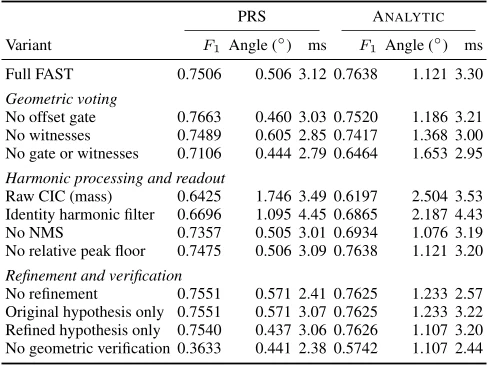 PRS ANALYTIC
Variant F1 Angle (°) ms F1 Angle (°) ms
Full FAST 0.7506 0.506 3.12 0.7638 1.121 3.30
Geometric voting
No offset gate 0.7663 0.460 3.03 0.7520 1.186 3.21
No witnesses 0.7489 0.605 2.85 0.7417 1.368 3.00
No gate or witnesses 0.7106 0.444 2.79 0.6464 1.653 2.95
Harmonic processing and readout
Raw CIC (mass) 0.6425 1.746 3.49 0.6197 2.504 3.53
Identity harmonic filter 0.6696 1.095 4.45 0.6865 2.187 4.43
No NMS 0.7357 0.505 3.01 0.6934 1.076 3.19
No relative peak floor 0.7475 0.506 3.09 0.7638 1.121 3.20
Refinement and verification
No refinement 0.7551 0.571 2.41 0.7625 1.233 2.57
Original hypothesis only 0.7551 0.571 3.07 0.7625 1.233 3.22
Refined hypothesis only 0.7540 0.437 3.06 0.7626 1.107 3.20
No geometric verification 0.3633 0.441 2.38 0.5742 1.107 2.44